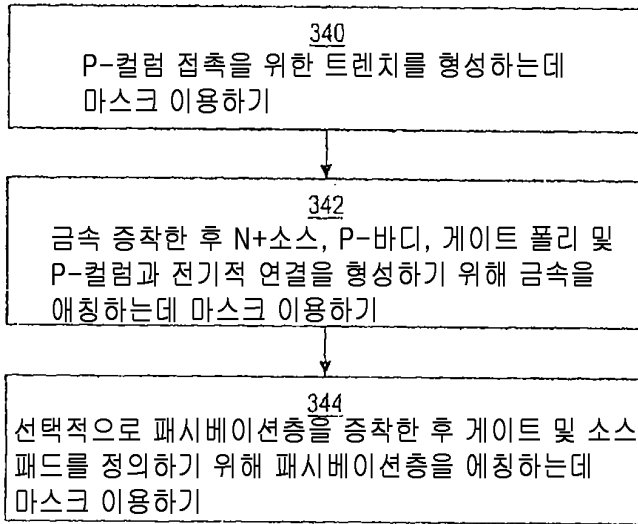 340
P-컬럼 접촉을 위한 트렌치를 형성하는데
마스크 이용하기
342
금속 증착한 후 N+소스, P-바디, 게이트 폴리 및
P-컬럼과 전기적 연결을 형성하기 위해 금속을
애칭하는데 마스크 이용하기
344
선택적으로 패시베이션층을 증착한 후 게이트 및 소스
패드를 정의하기 위해 패시베이션층을 에칭하는데
마스크 이용하기